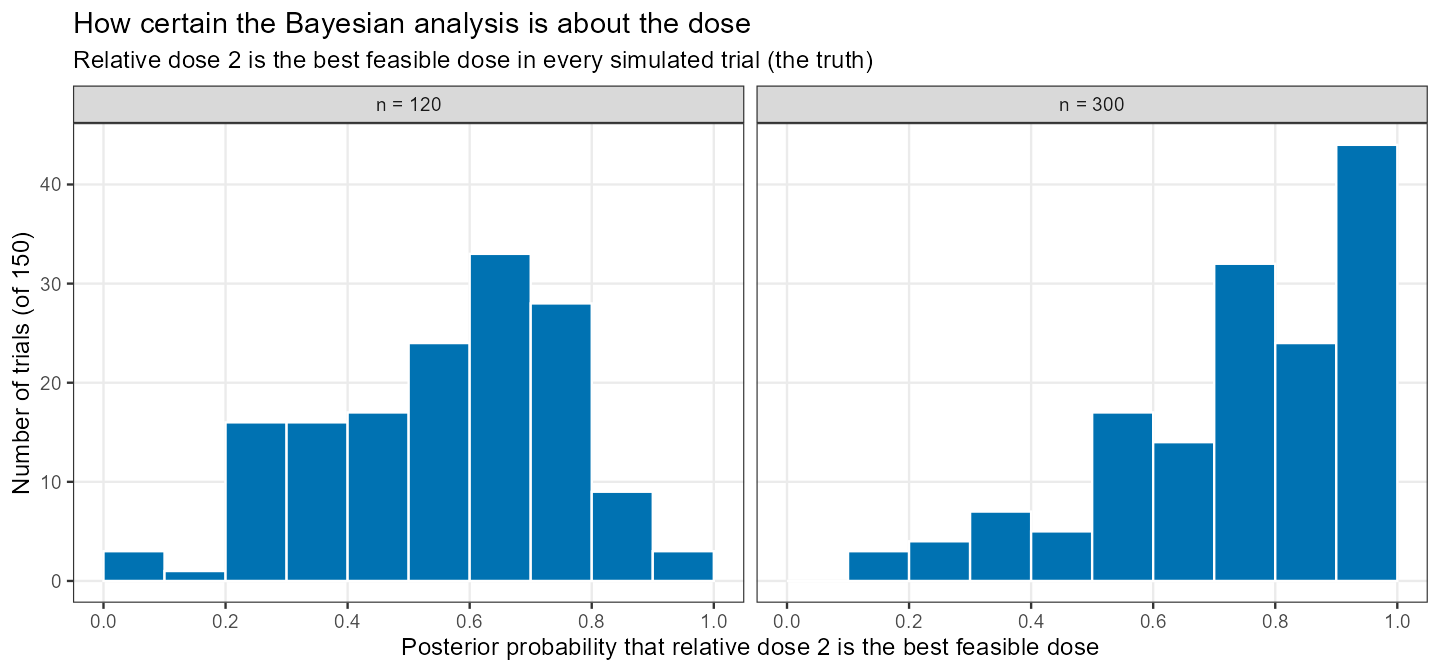 How certain the Bayesian analysis is about the dose
Relative dose 2 is the best feasible dose in every simulated trial (the truth)
n = 120
n = 300
Number of trials (of 150)
40
30
20
10
0
0.0 0.2 0.4 0.6 0.8 1.0
0.0 0.2 0.4 0.6 0.8 1.0
Posterior probability that relative dose 2 is the best feasible dose